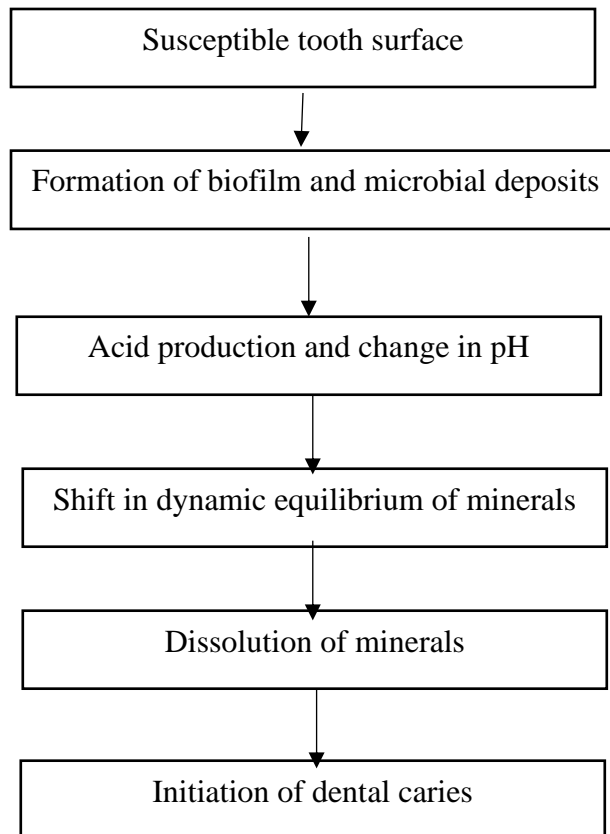 Susceptible tooth surface
Formation of biofilm and microbial deposits
Acid production and change in pH
Shift in dynamic equilibrium of minerals
Dissolution of minerals
Initiation of dental caries